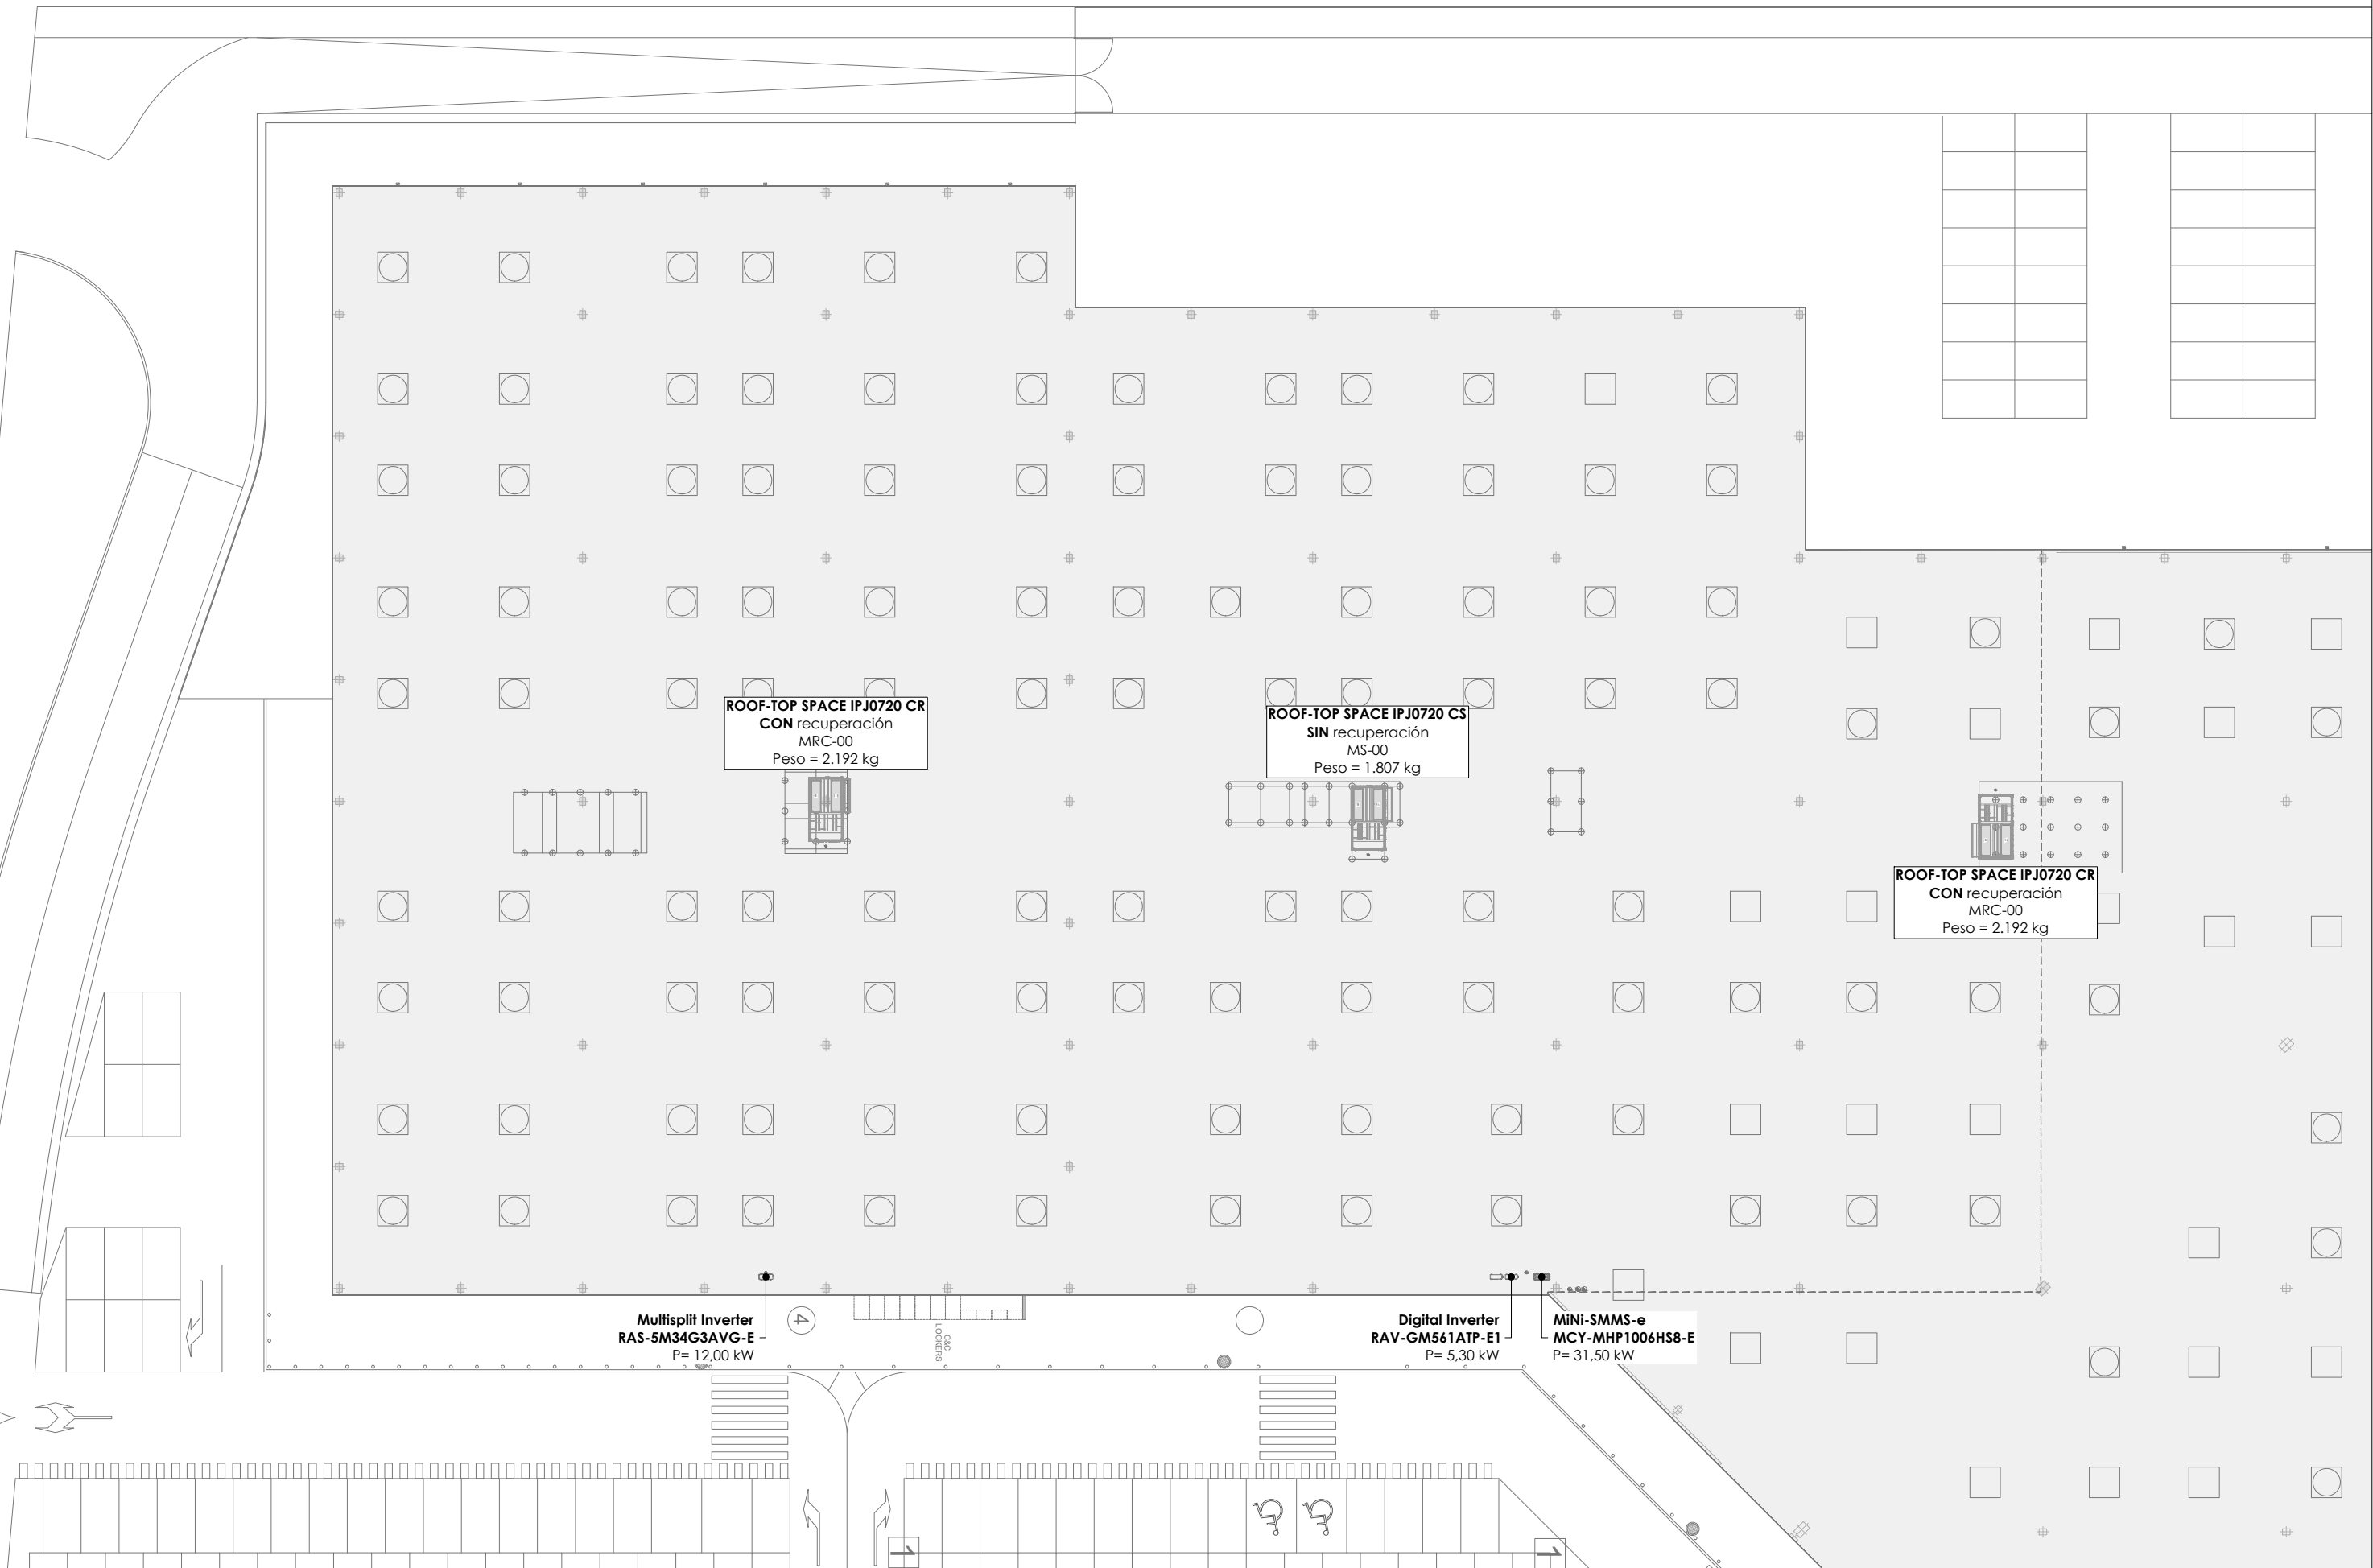 ROOF-TOP SPACE IPJ0720 CR
CON recuperación
MRC-00
Peso = 2.192 kg
ROOF-TOP SPACE IPJ0720 CS
SIN recuperación
MS-00
Peso = 1.807 kg
ROOF-TOP SPACE IPJ0720 CR
CON recuperación
MRC-00
Peso = 2.192 kg
Multisplit Inverter
RAS-5M34G3AVG-E
P= 12,00 kW
4
C&C
LOCKERS
Digital Inverter
RAV-GM561ATP-E1
P= 5,30 kW
MiNi-SMMS-e
MCY-MHP1006HS8-E
P= 31,50 kW
1
1